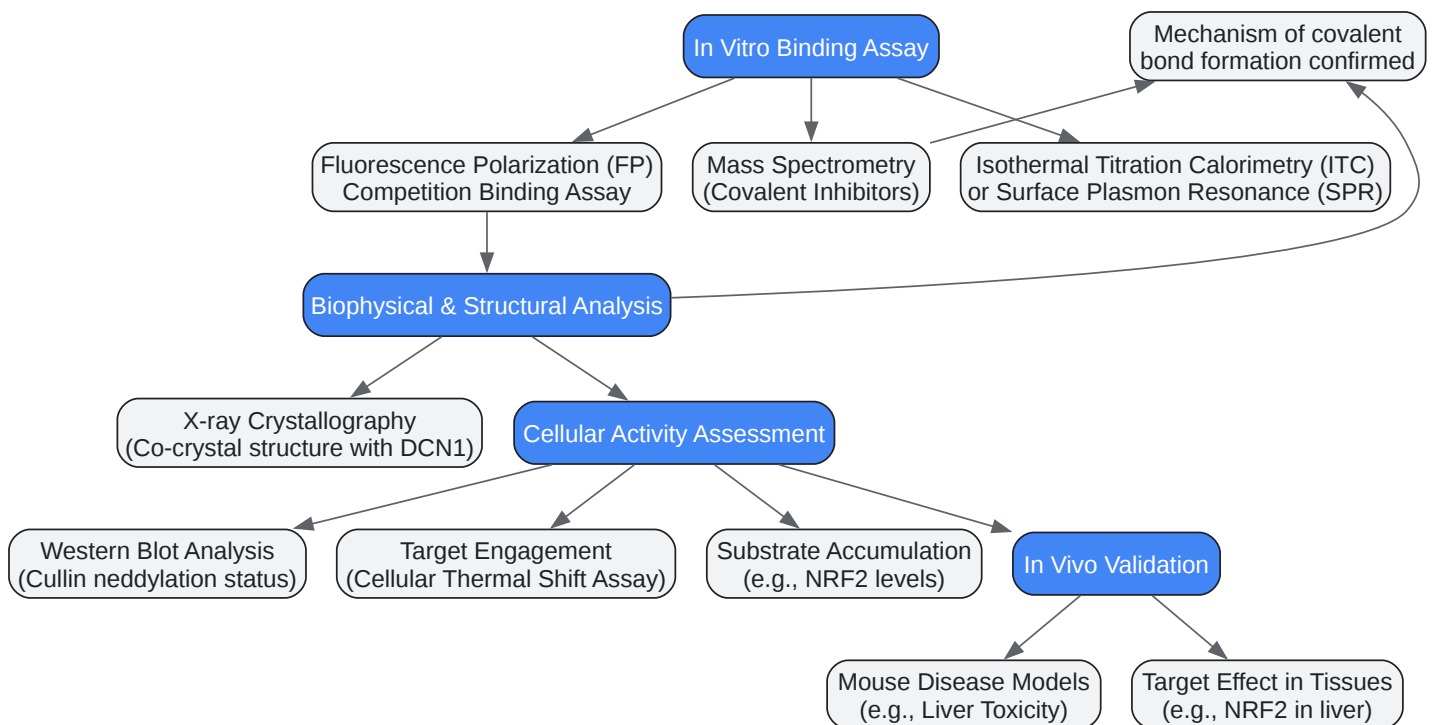 In Vitro Binding Assay
Mechanism of covalent
bond formation confirmed
Fluorescence Polarization (FP)
Competition Binding Assay
Mass Spectrometry
(Covalent Inhibitors)
Isothermal Titration Calorimetry (ITC)
or Surface Plasmon Resonance (SPR)
Biophysical & Structural Analysis
X-ray Crystallography
(Co-crystal structure with DCN1)
Cellular Activity Assessment
Western Blot Analysis
(Cullin neddylation status)
Target Engagement
(Cellular Thermal Shift Assay)
Substrate Accumulation
(e.g., NRF2 levels)
In Vivo Validation
Mouse Disease Models
(e.g., Liver Toxicity)
Target Effect in Tissues
(e.g., NRF2 in liver)